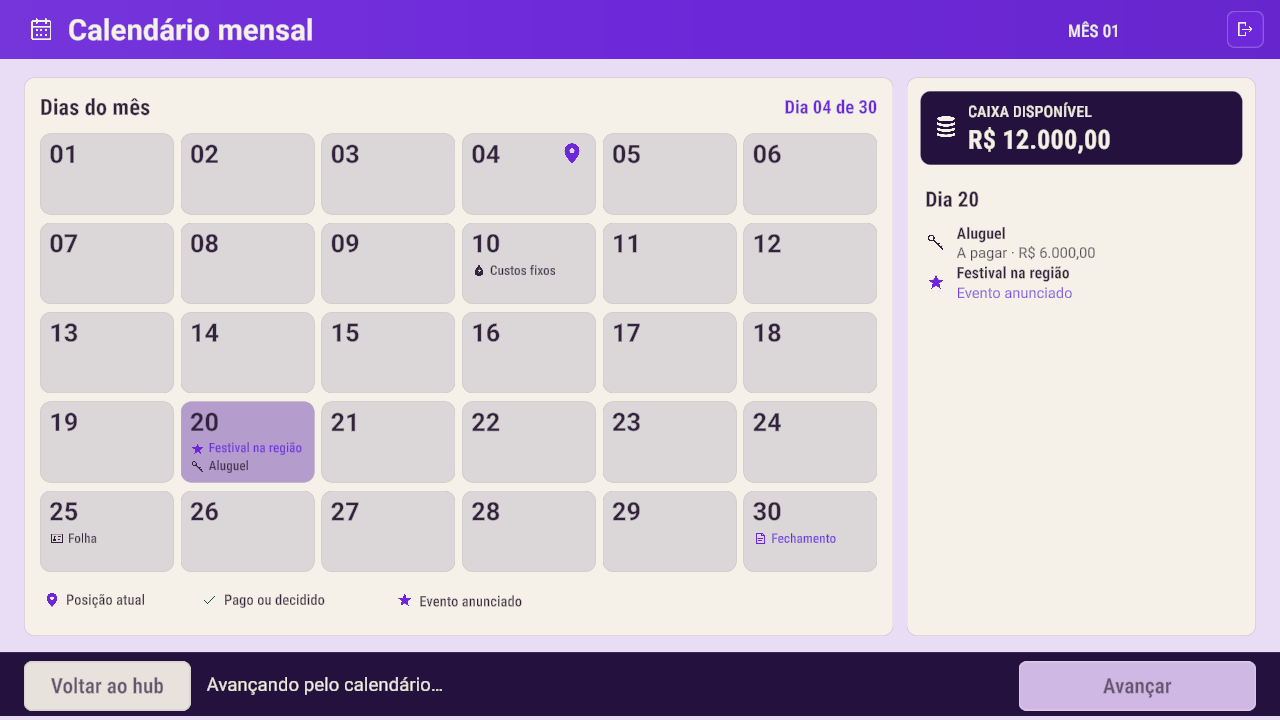 Calendário mensal
MÊS 01
Dias do mês
Dia 04 de 30
01
02
03
04
05
06
07
08
09
10
Custos fixos
11
12
13
14
15
16
17
18
19
20
Festival na região
Aluguel
21
22
23
24
25
Folha
26
27
28
29
30
Fechamento
Posição atual
Pago ou decidido
Evento anunciado
CAIXA DISPONÍVEL
R$ 12.000,00
Dia 20
Aluguel
A pagar · R$ 6.000,00
Festival na região
Evento anunciado
Voltar ao hub
Avançando pelo calendário...
Avançar